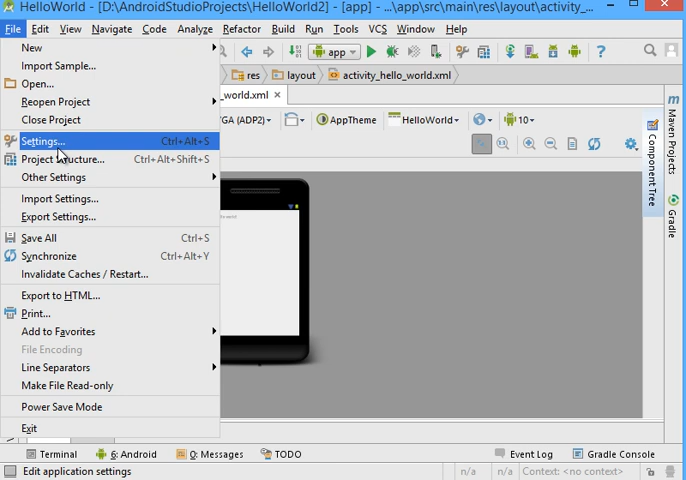 HelloWorld - [D:\AndroidStudioProjects\HelloWorld2] - [app] - ...\app\src\main\res\layout\activity_...
File Edit View Navigate Code Analyze Refactor Build Run Tools VCS Window Help
app
res layout activity_hello_world.xml
_world.xml
/GA (ADP2) AppTheme HelloWorld 10
1:1
New
Import Sample...
Open...
Reopen Project
Close Project
Settings... Ctrl+Alt+S
Project Structure... Ctrl+Alt+Shift+S
Other Settings
Import Settings...
Export Settings...
Save All Ctrl+S
Synchronize Ctrl+Alt+Y
Invalidate Caches / Restart...
Export to HTML...
Print...
Add to Favorites
File Encoding
Line Separators
Make File Read-only
Power Save Mode
Exit
Component Tree
Maven Projects
Gradle
Terminal 6: Android 0: Messages TODO Event Log Gradle Console
Edit application settings n/a n/a Context: <no context>